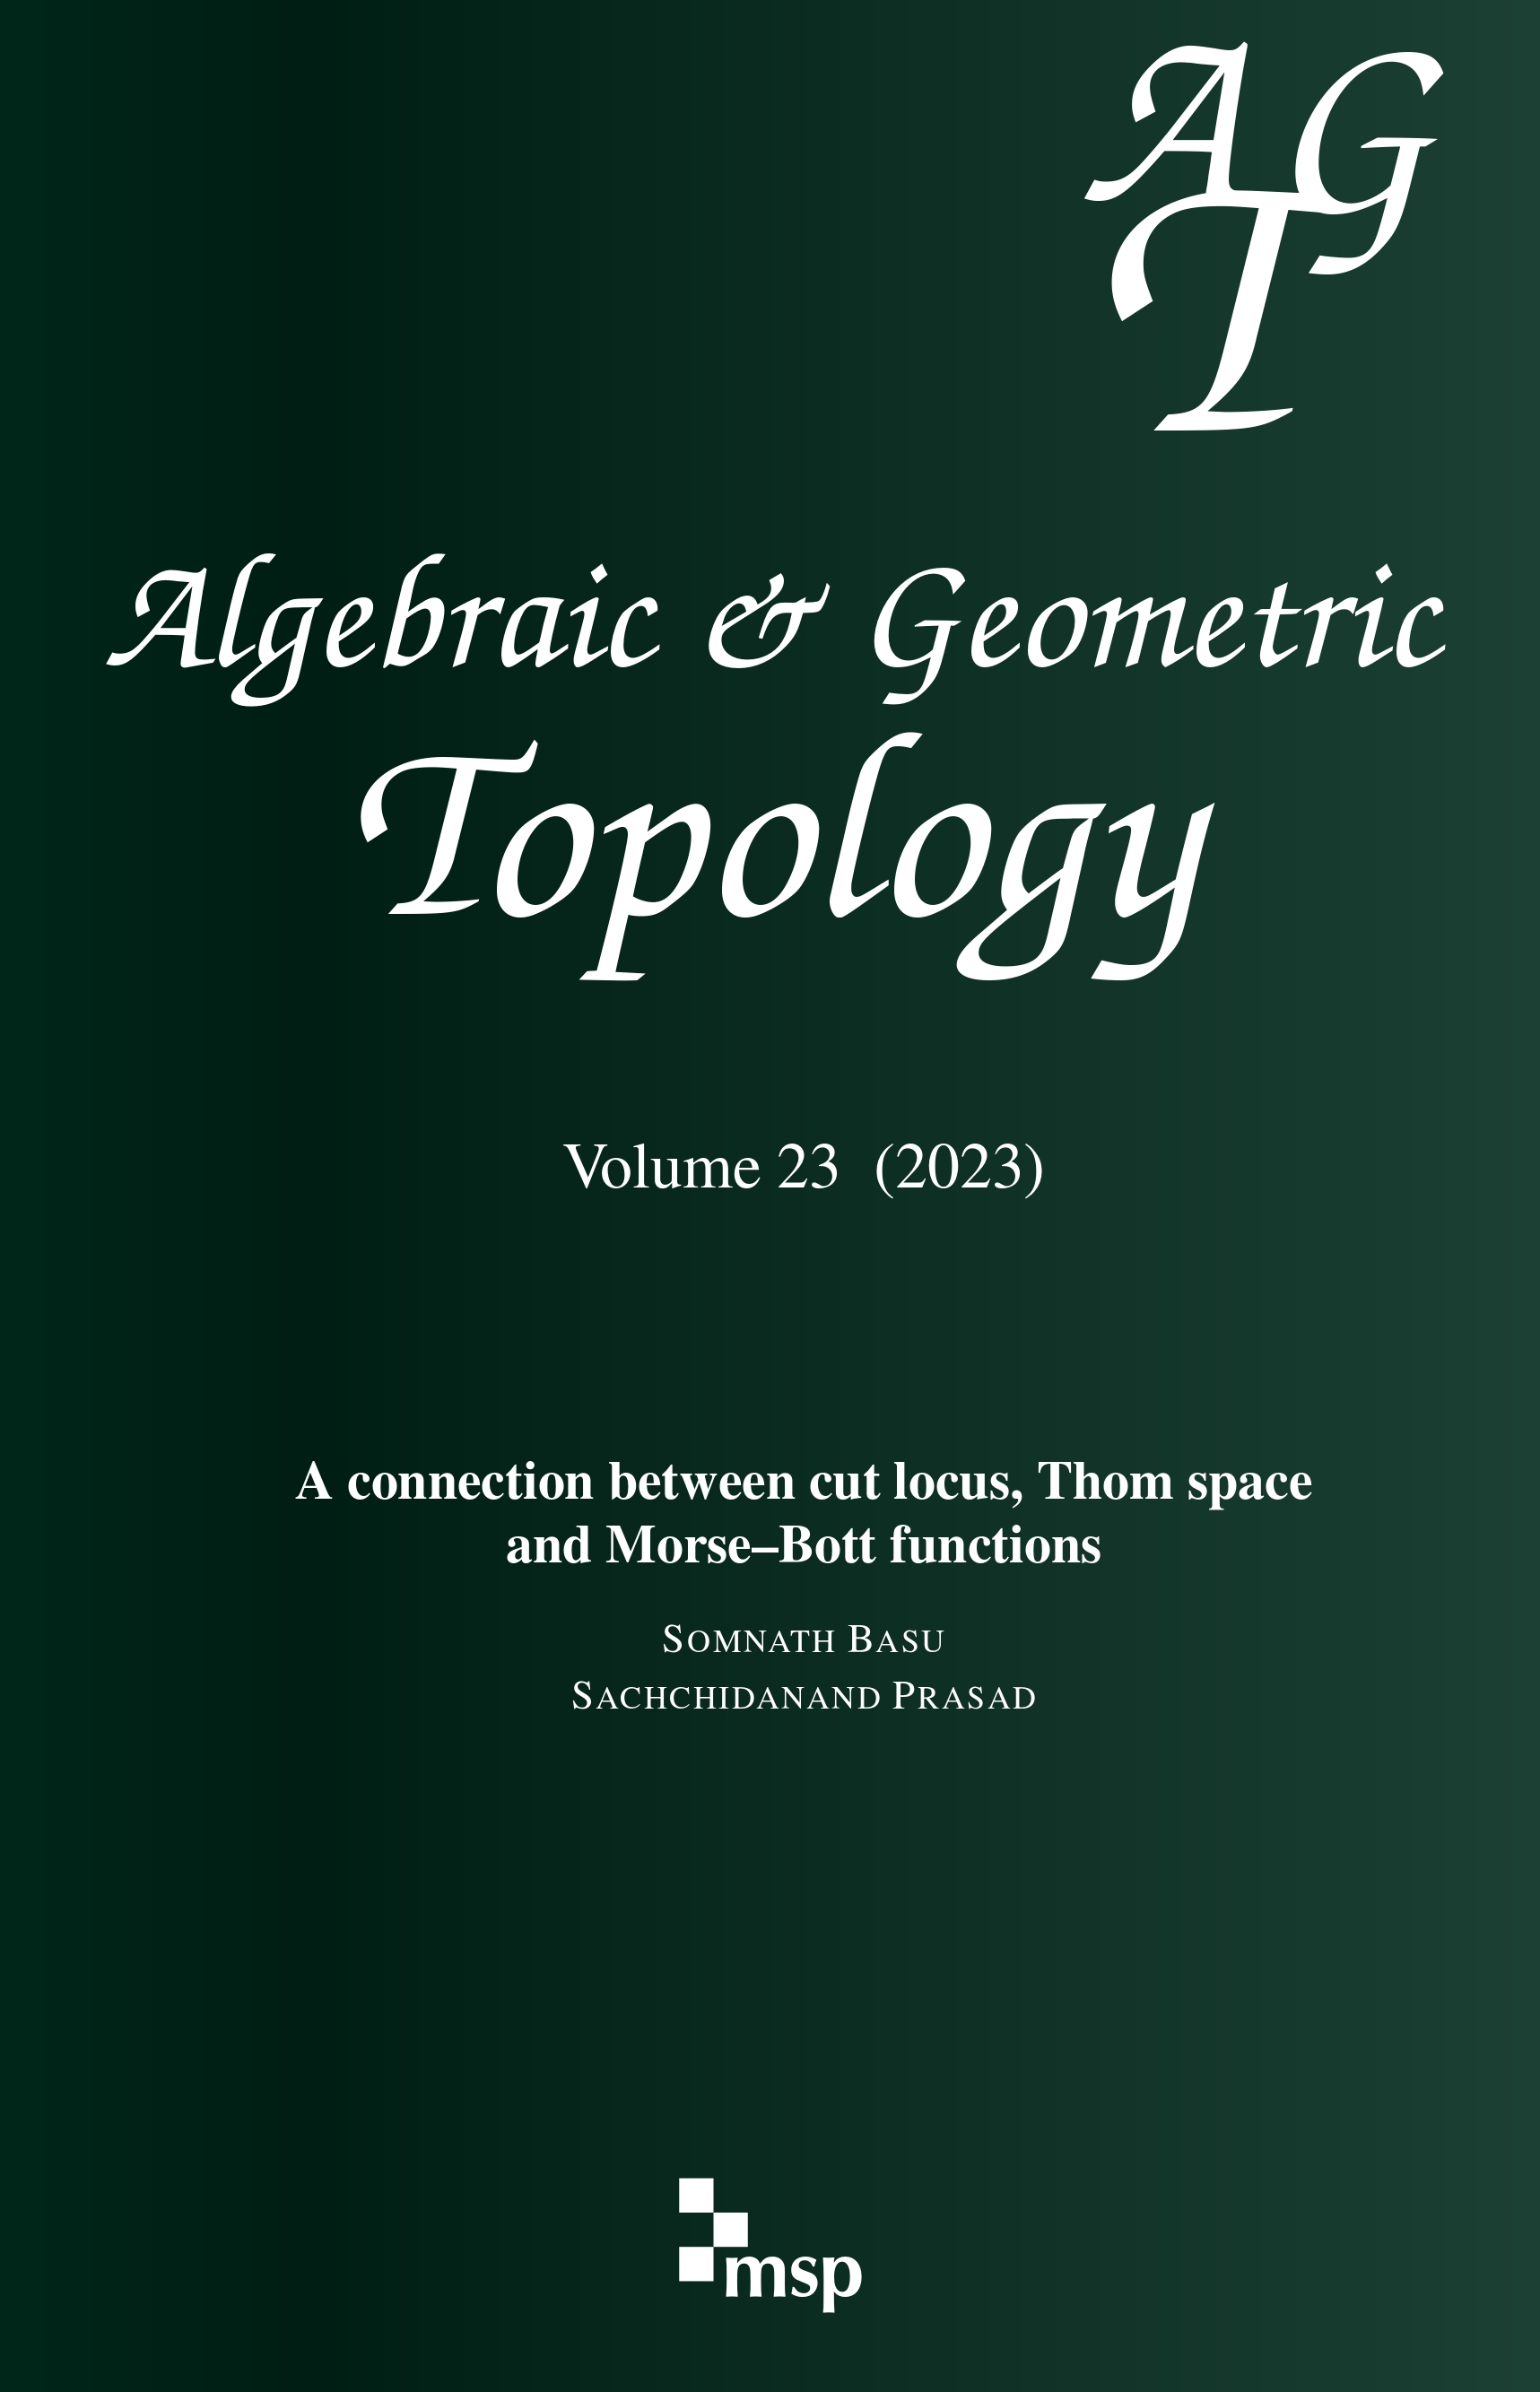 AG
T
Algebraic & Geometric
Topology
Volume 23 (2023)
A connection between cut locus, Thom space
and Morse–Bott functions
SOMNATH BASU
SACHCHIDANAND PRASAD
msp